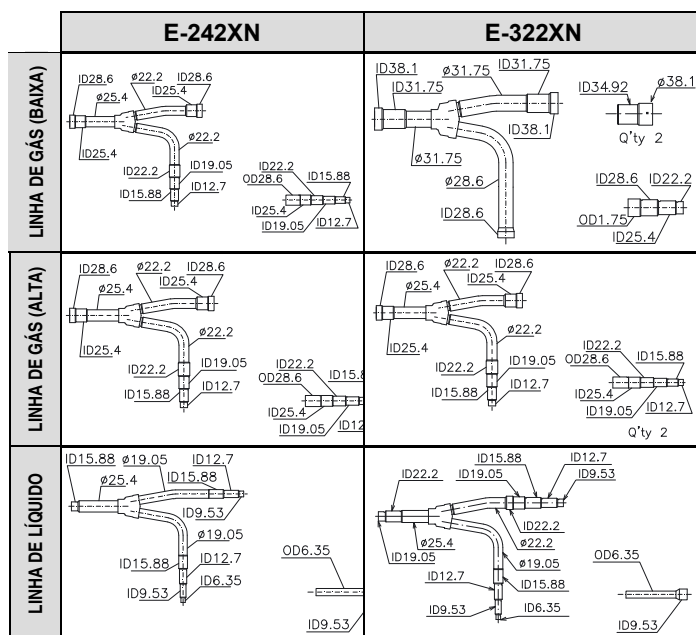 E-242XN
E-322XN
LINHA DE GÁS (BAIXA)
ID28.6
ø25.4
ø22.2
ID25.4
ID28.6
ID25.4
ø22.2
ID22.2
ID19.05
ID15.88
ID12.7
OD28.6
ID22.2
ID15.88
ID25.4
ID19.05
ID12.7
ID38.1
ID31.75
ø31.75
ID31.75
ID38.1
ø31.75
ø28.6
ID28.6
ID34.92
ø38.1
Q'ty 2
ID28.6
ID22.2
OD1.75
ID25.4
LINHA DE GÁS (ALTA)
ID28.6
ø25.4
ø22.2
ID25.4
ID28.6
ID25.4
ø22.2
ID22.2
ID19.05
ID15.88
ID12.7
OD28.6
ID22.2
ID15.8
ID25.4
ID19.05
ID12
ID28.6
ø25.4
ø22.2
ID25.4
ID28.6
ID25.4
ø22.2
ID22.2
ID19.05
ID15.88
ID12.7
OD28.6
ID22.2
ID15.88
ID25.4
ID19.05
ID12.7
Q'ty 2
LINHA DE LÍQUIDO
ID15.88
ø25.4
ø19.05
ID15.88
ID12.7
ID9.53
ø19.05
ID15.88
ID12.7
ID9.53
ID6.35
OD6.35
ID9.53
ID22.2
ID19.05
ø25.4
ID19.05
ID15.88
ID12.7
ID9.53
ID22.2
ø22.2
ø19.05
ID12.7
ID15.88
ID9.53
ID6.35
OD6.35
ID9.53